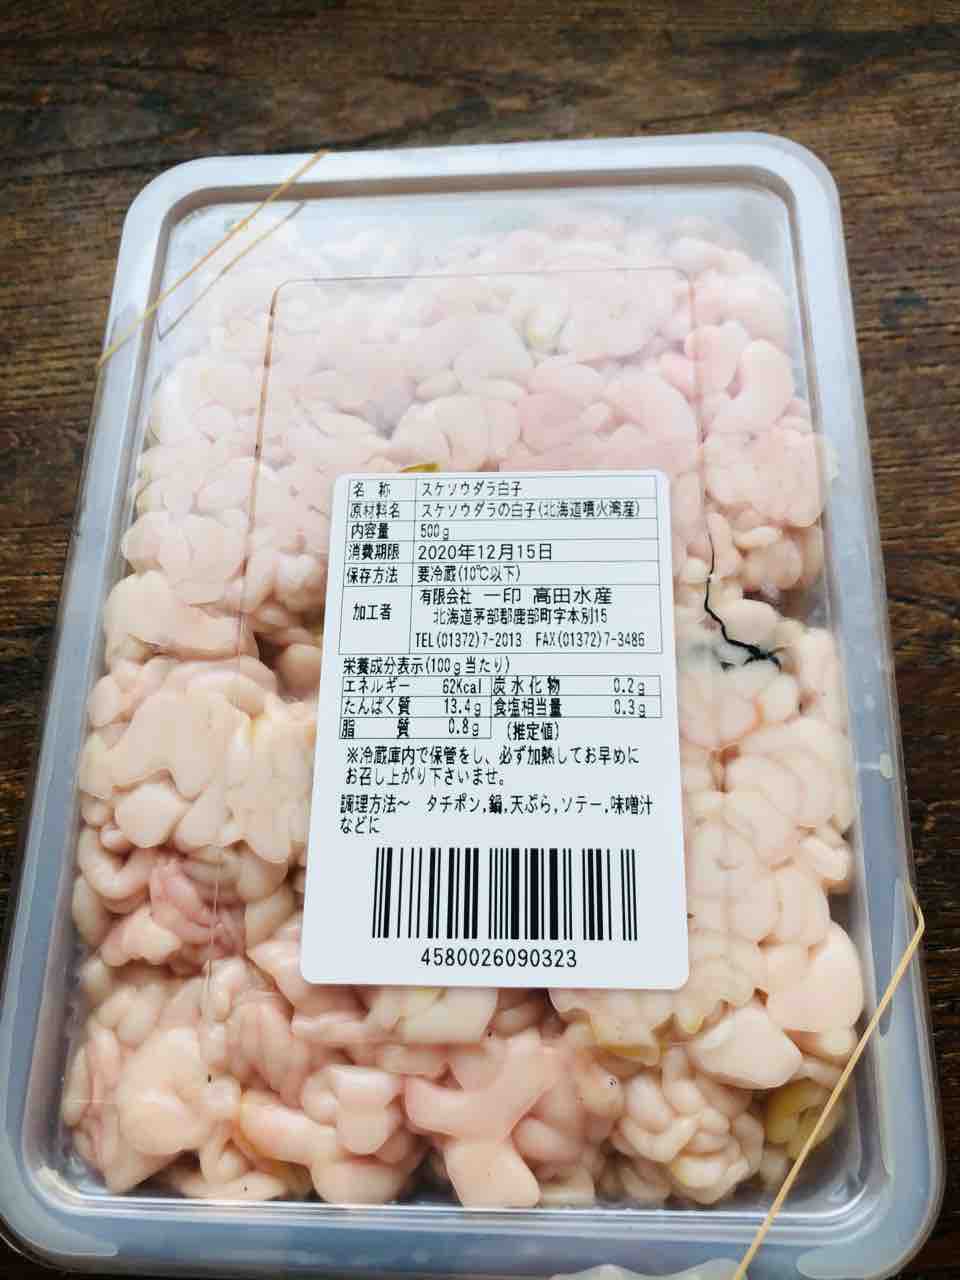 名 称 スケソウダラ白子
原材料名 スケソウダラの白子(北海道噴火湾産)
内容量 500g
消費期限 2020年12月15日
保存方法 要冷蔵(10℃以下)
加工者 有限会社 一印 高田水産
北海道茅部郡鹿部町字本別15
TEL(01372)7-2013 FAX(01372)7-3486
栄養成分表示(100g当たり)
エネルギー 62Kcal 炭水化物 0.2g
たんぱく質 13.4g 食塩相当量 0.3g
脂 質 0.8g (推定値)
※冷蔵庫内で保管をし、必ず加熱してお早めに
お召し上がり下さいませ。
調理方法～ タチポン,鍋,天ぷら,ソテー,味噌汁
などに
4580026090323